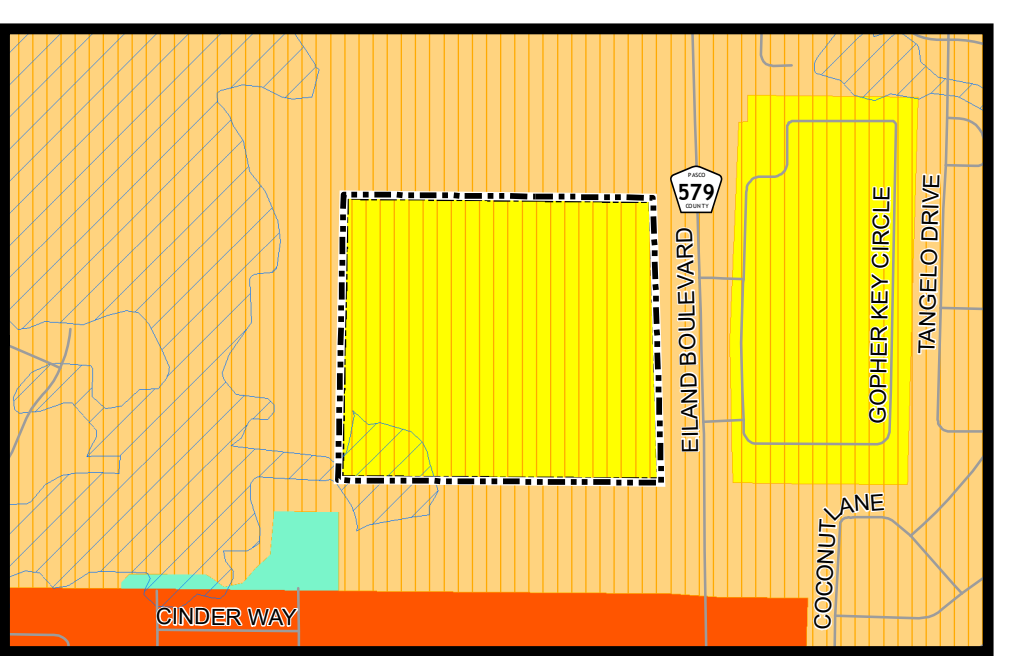 PASCO
579
COUNTY
EILAND BOULEVARD
GOPHER KEY CIRCLE
TANGELO DRIVE
COCONUT LANE
CINDER WAY